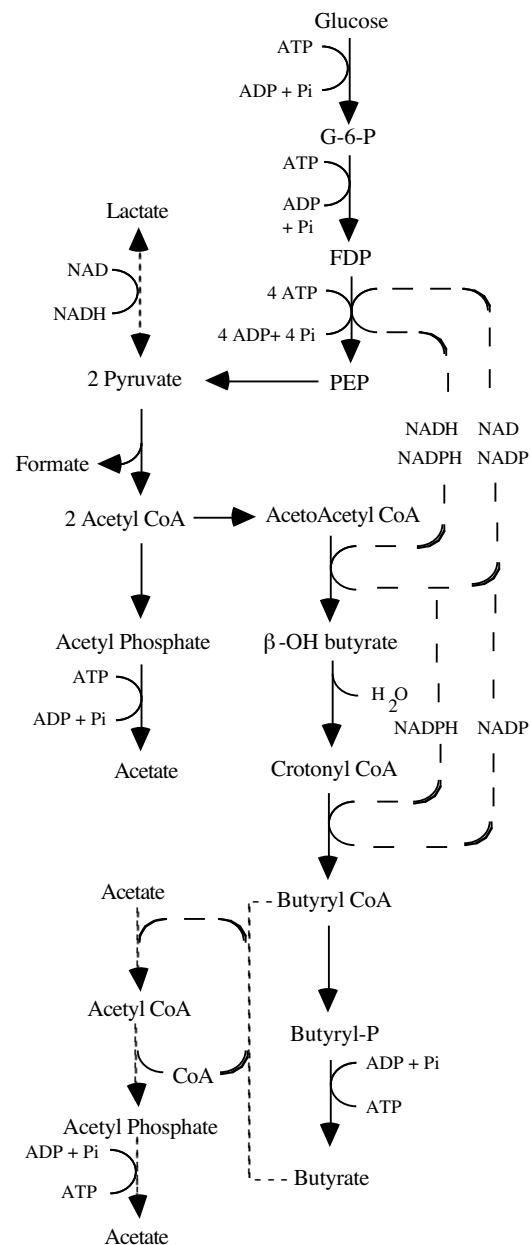 Glucose
ATP
ADP + Pi
G-6-P
ATP
ADP
+ Pi
Lactate
FDP
NAD
4 ATP
NADH
4 ADP+ 4 Pi
2 Pyruvate
PEP
NADH NAD
NADPH NADP
Formate
2 Acetyl CoA
AcetoAcetyl CoA
Acetyl Phosphate
β-OH butyrate
ATP
H2O
ADP + Pi
NADPH NADP
Acetate
Crotonyl CoA
Acetate
Butyryl CoA
Acetyl CoA
Butyryl-P
CoA
ADP + Pi
ATP
Acetyl Phosphate
ADP + Pi
Butyrate
ATP
Acetate